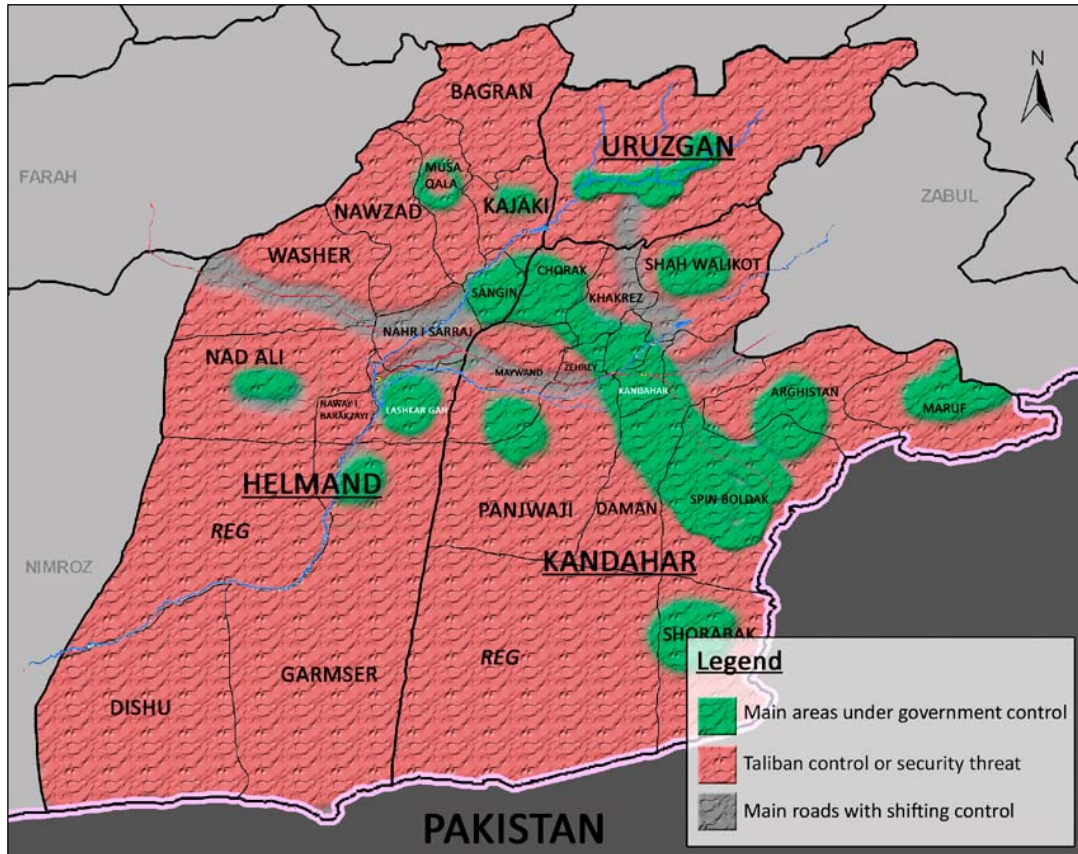 N
BAGRAN
URUZGAN
FARAH
MUSA
QALA
ZABUL
KAJAKI
NAWZAD
WASHER
CHORAK
SHAH WALIKOT
SANGIN
KHAKREZ
NAHR I SARRAJ
NAD ALI
MAYWAND
ZEHREY
KANDAHAR
ARGHISTAN
NAWAY I
BARAKZAYI
LASHKAR GAH
MARUF
HELMAND
SPIN BOLDAK
PANJWAJI
DAMAN
REG
KANDAHAR
NIMROZ
SHORABAK
REG
GARMSER
DISHU
Legend
Main areas under government control
Taliban control or security threat
Main roads with shifting control
PAKISTAN